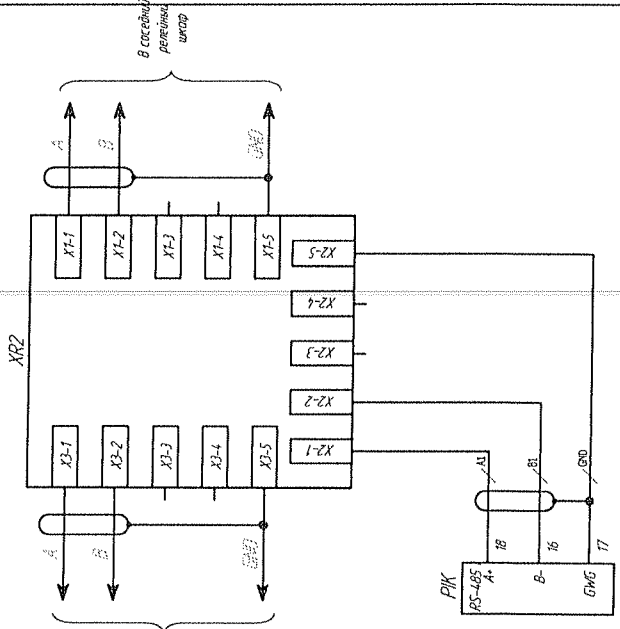 В соседний
релейный
шкаф
A
B
GND
XR2
X3-1
X1-1
X3-2
X1-2
X3-3
X1-3
X3-4
X1-4
X3-5
X1-5
X2-1
X2-2
X2-3
X2-4
X2-5
A
B
GND
A1
B1
GND
PIK
RS-485
A+
18
B-
16
GWG
17